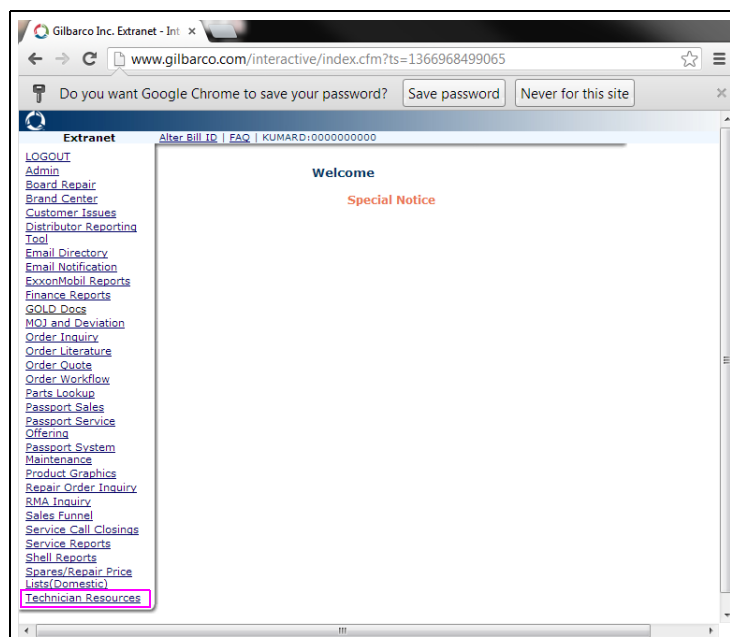 Gilbarco Inc. Extranet - Int
www.gilbarco.com/interactive/index.cfm?ts=1366968499065
Do you want Google Chrome to save your password? Save password Never for this site
Extranet Alter Bill ID | FAQ | KUMARD:0000000000
LOGOUT
Admin
Board Repair
Brand Center
Customer Issues
Distributor Reporting
Tool
Email Directory
Email Notification
ExxonMobil Reports
Finance Reports
GOLD Docs
MOJ and Deviation
Order Inquiry
Order Literature
Order Quote
Order Workflow
Parts Lookup
Passport Sales
Passport Service
Offering
Passport System
Maintenance
Product Graphics
Repair Order Inquiry
RMA Inquiry
Sales Funnel
Service Call Closings
Service Reports
Shell Reports
Spares/Repair Price
Lists(Domestic)
Technician Resources
Welcome
Special Notice